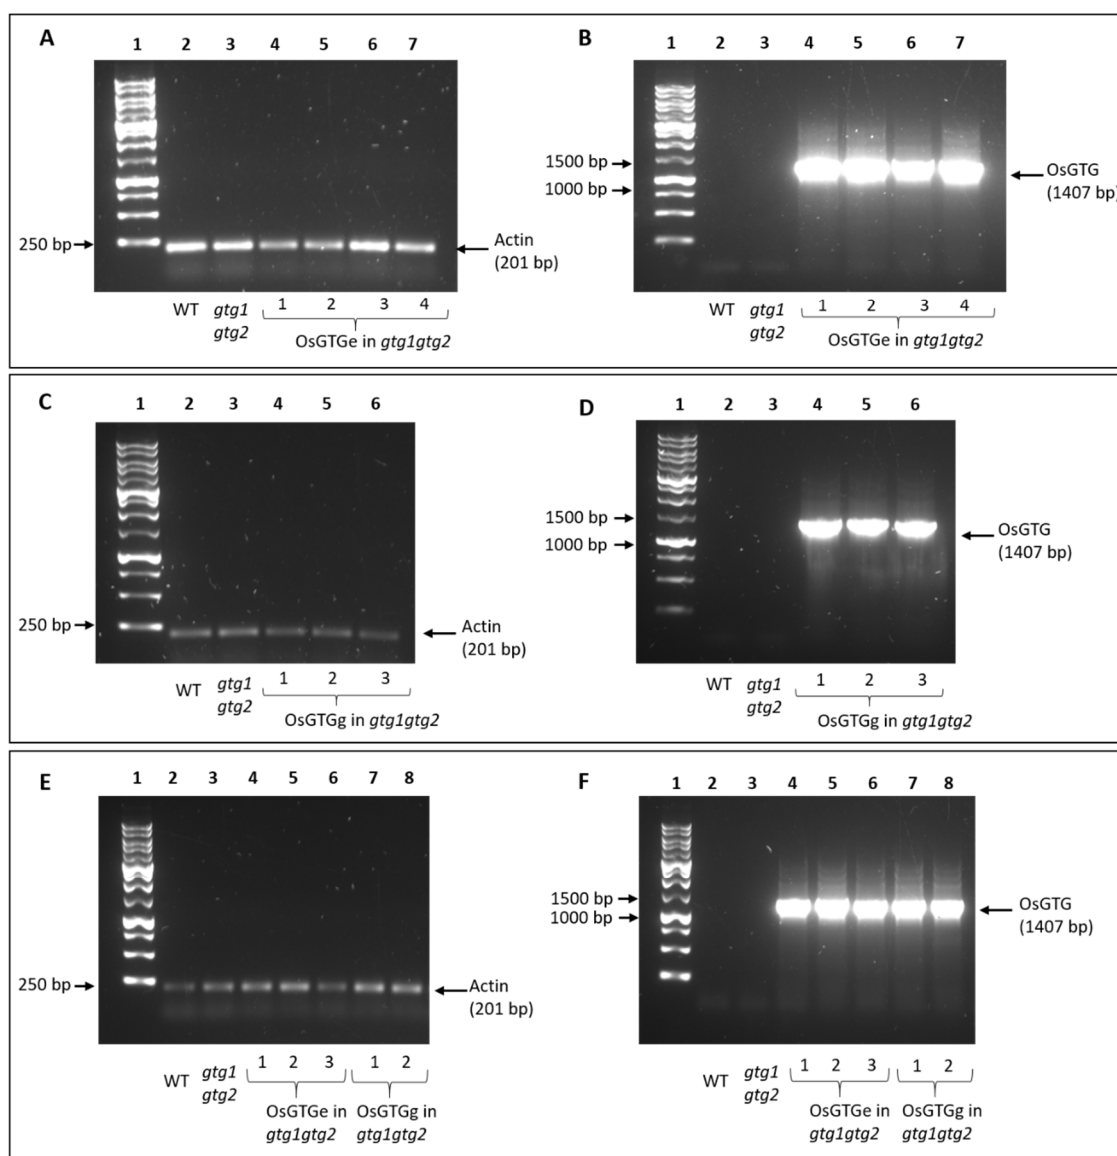 A
1 2 3 4 5 6 7
250 bp
Actin
(201 bp)
WT
gtg1
gtg2
1 2 3 4
OsGTGe in gtg1gtg2
B
1 2 3 4 5 6 7
1500 bp
1000 bp
OsGTG
(1407 bp)
WT
gtg1
gtg2
1 2 3 4
OsGTGe in gtg1gtg2
C
1 2 3 4 5 6
250 bp
Actin
(201 bp)
WT
gtg1
gtg2
1 2 3
OsGTGg in gtg1gtg2
D
1 2 3 4 5 6
1500 bp
1000 bp
OsGTG
(1407 bp)
WT
gtg1
gtg2
1 2 3
OsGTGg in gtg1gtg2
E
1 2 3 4 5 6 7 8
250 bp
Actin
(201 bp)
WT
gtg1
gtg2
1 2 3
OsGTGe in
gtg1gtg2
1 2
OsGTGg in
gtg1gtg2
F
1 2 3 4 5 6 7 8
1500 bp
1000 bp
OsGTG
(1407 bp)
WT
gtg1
gtg2
1 2 3
OsGTGe in
gtg1gtg2
1 2
OsGTGg in
gtg1gtg2